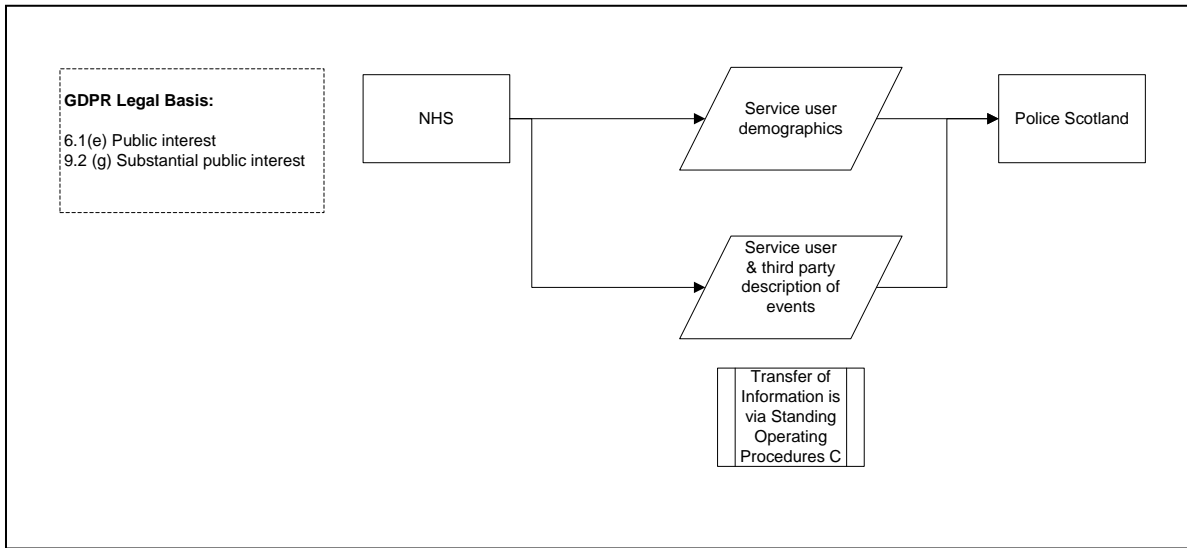 GDPR Legal Basis:
6.1(e) Public interest
9.2 (g) Substantial public interest
NHS
Service user
demographics
Police Scotland
Service user
& third party
description of
events
Transfer of
Information is
via Standing
Operating
Procedures C